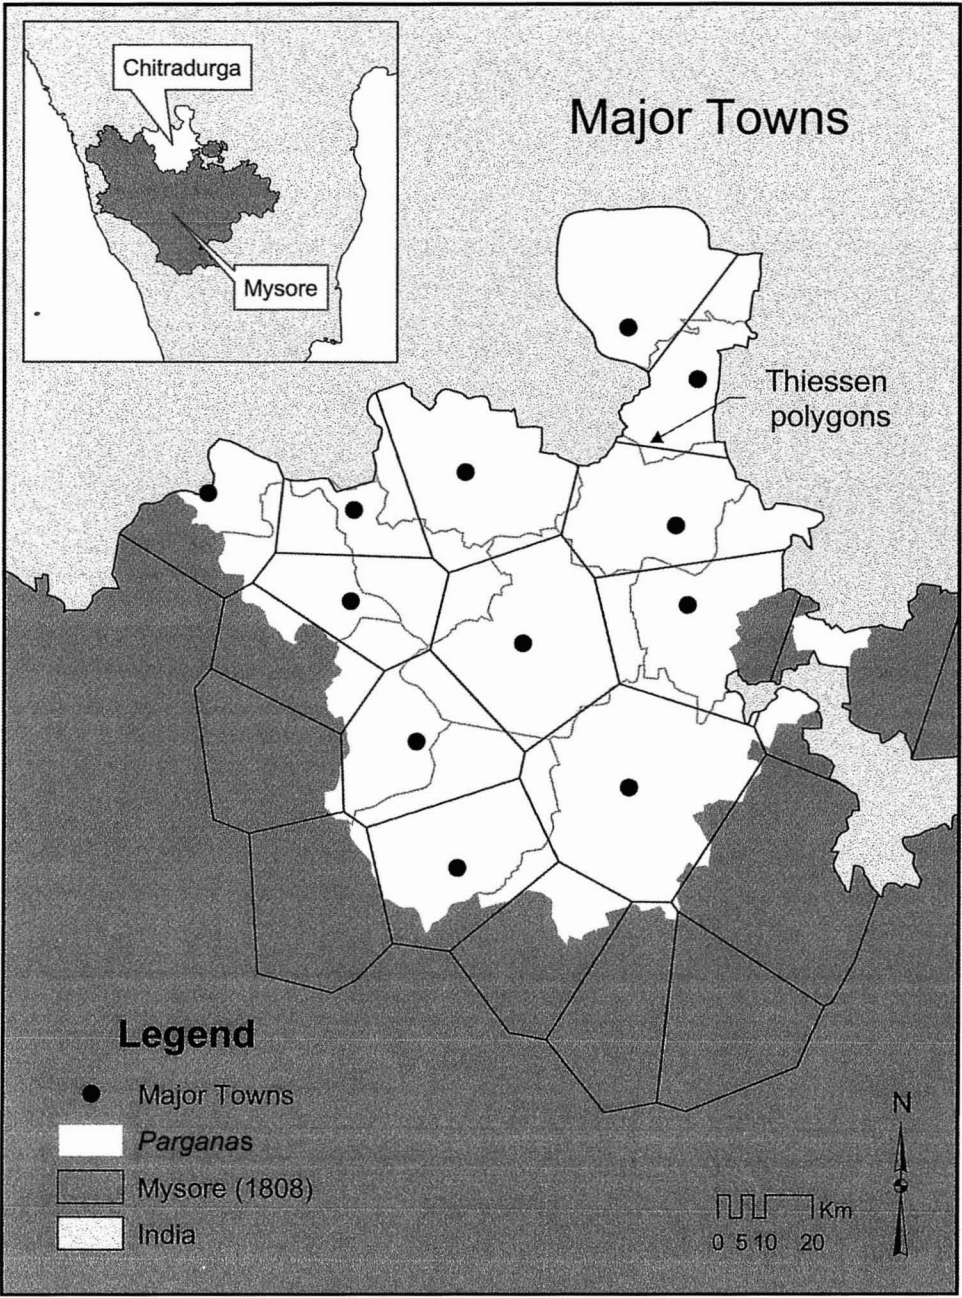 Chitradurga
Mysore
Major Towns
Thiessen
polygons
Legend
Major Towns
Parganas
Mysore (1808)
India
N
Km
0 5 10 20